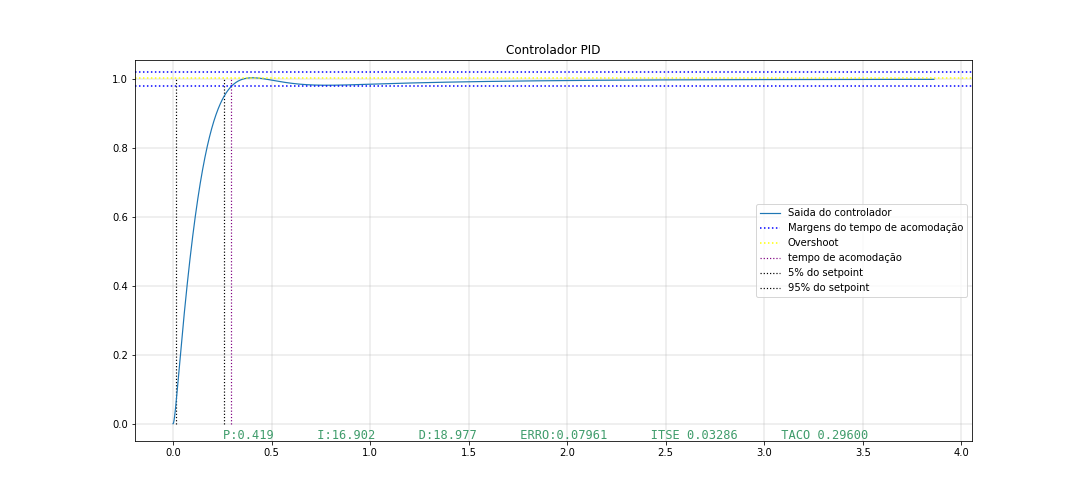 Controlador PID
1.0
0.8
0.6
0.4
0.2
0.0
Saida do controlador
Margens do tempo de acomodação
Overshoot
tempo de acomodação
5% do setpoint
95% do setpoint
P:0.419 I:16.902 D:18.977 ERRO:0.07961 ITSE 0.03286 TACO 0.29600
0.0 0.5 1.0 1.5 2.0 2.5 3.0 3.5 4.0